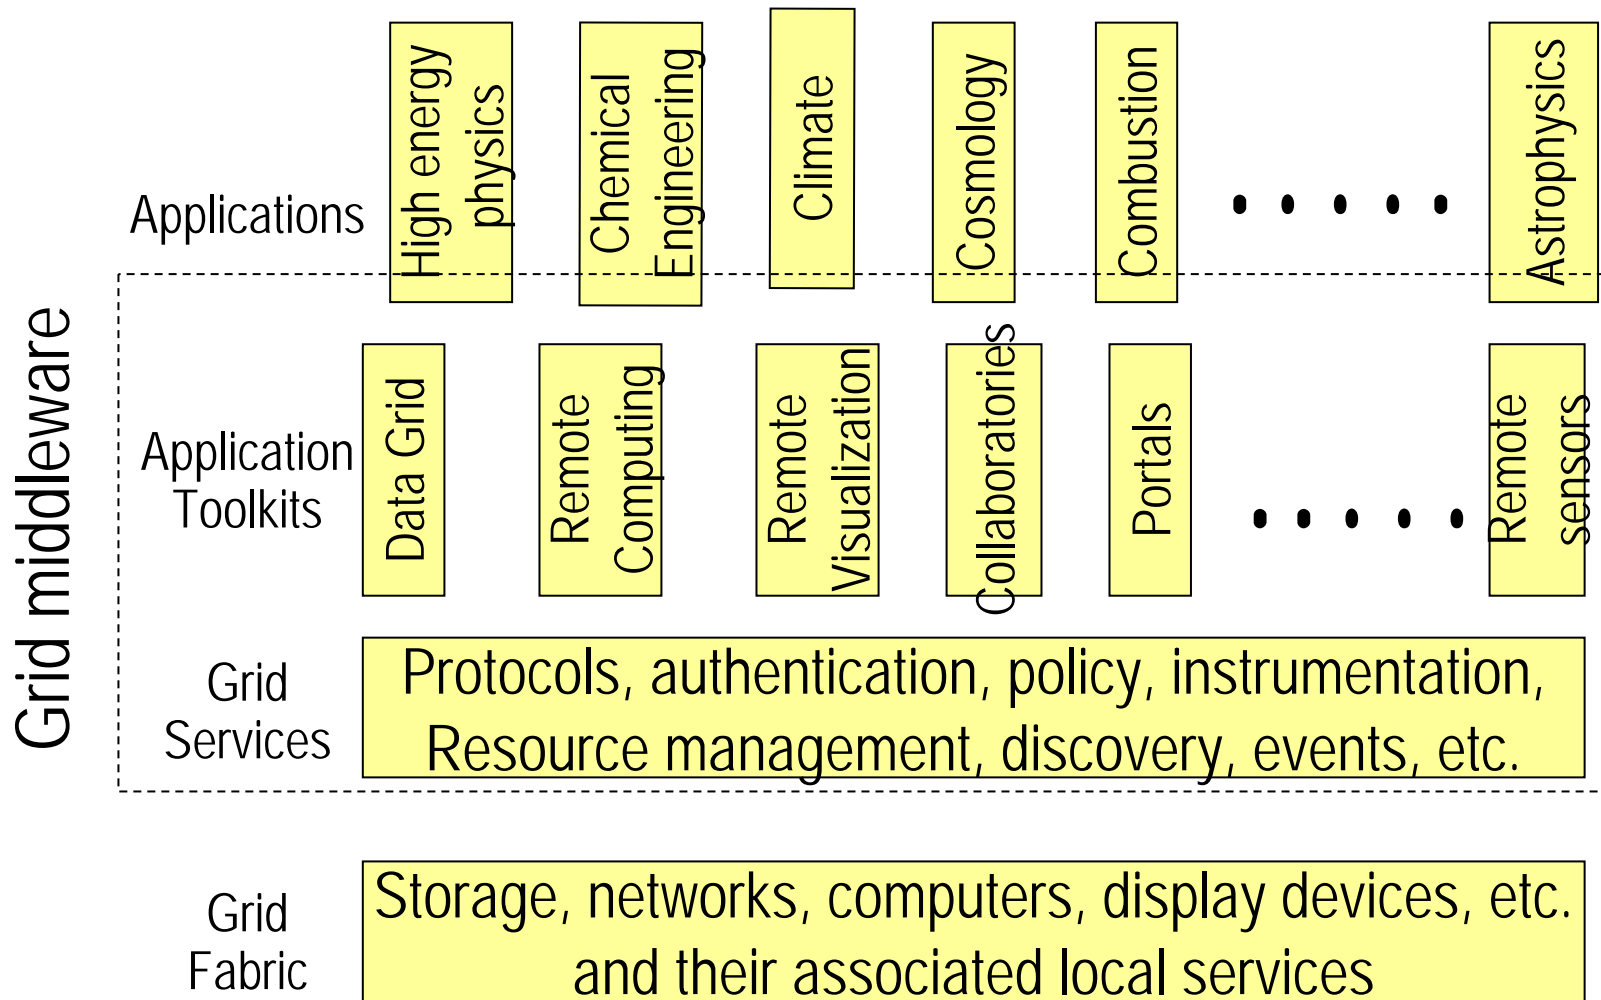 Grid middleware
Applications
High energy
physics
Chemical
Engineering
Climate
Cosmology
Combustion
.....
Astrophysics
Application
Toolkits
Data Grid
Remote
Computing
Remote
Visualization
Collaboratories
Portals
.....
Remote
sensors
Grid
Services
Protocols, authentication, policy, instrumentation,
Resource management, discovery, events, etc.
Grid
Fabric
Storage, networks, computers, display devices, etc.
and their associated local services